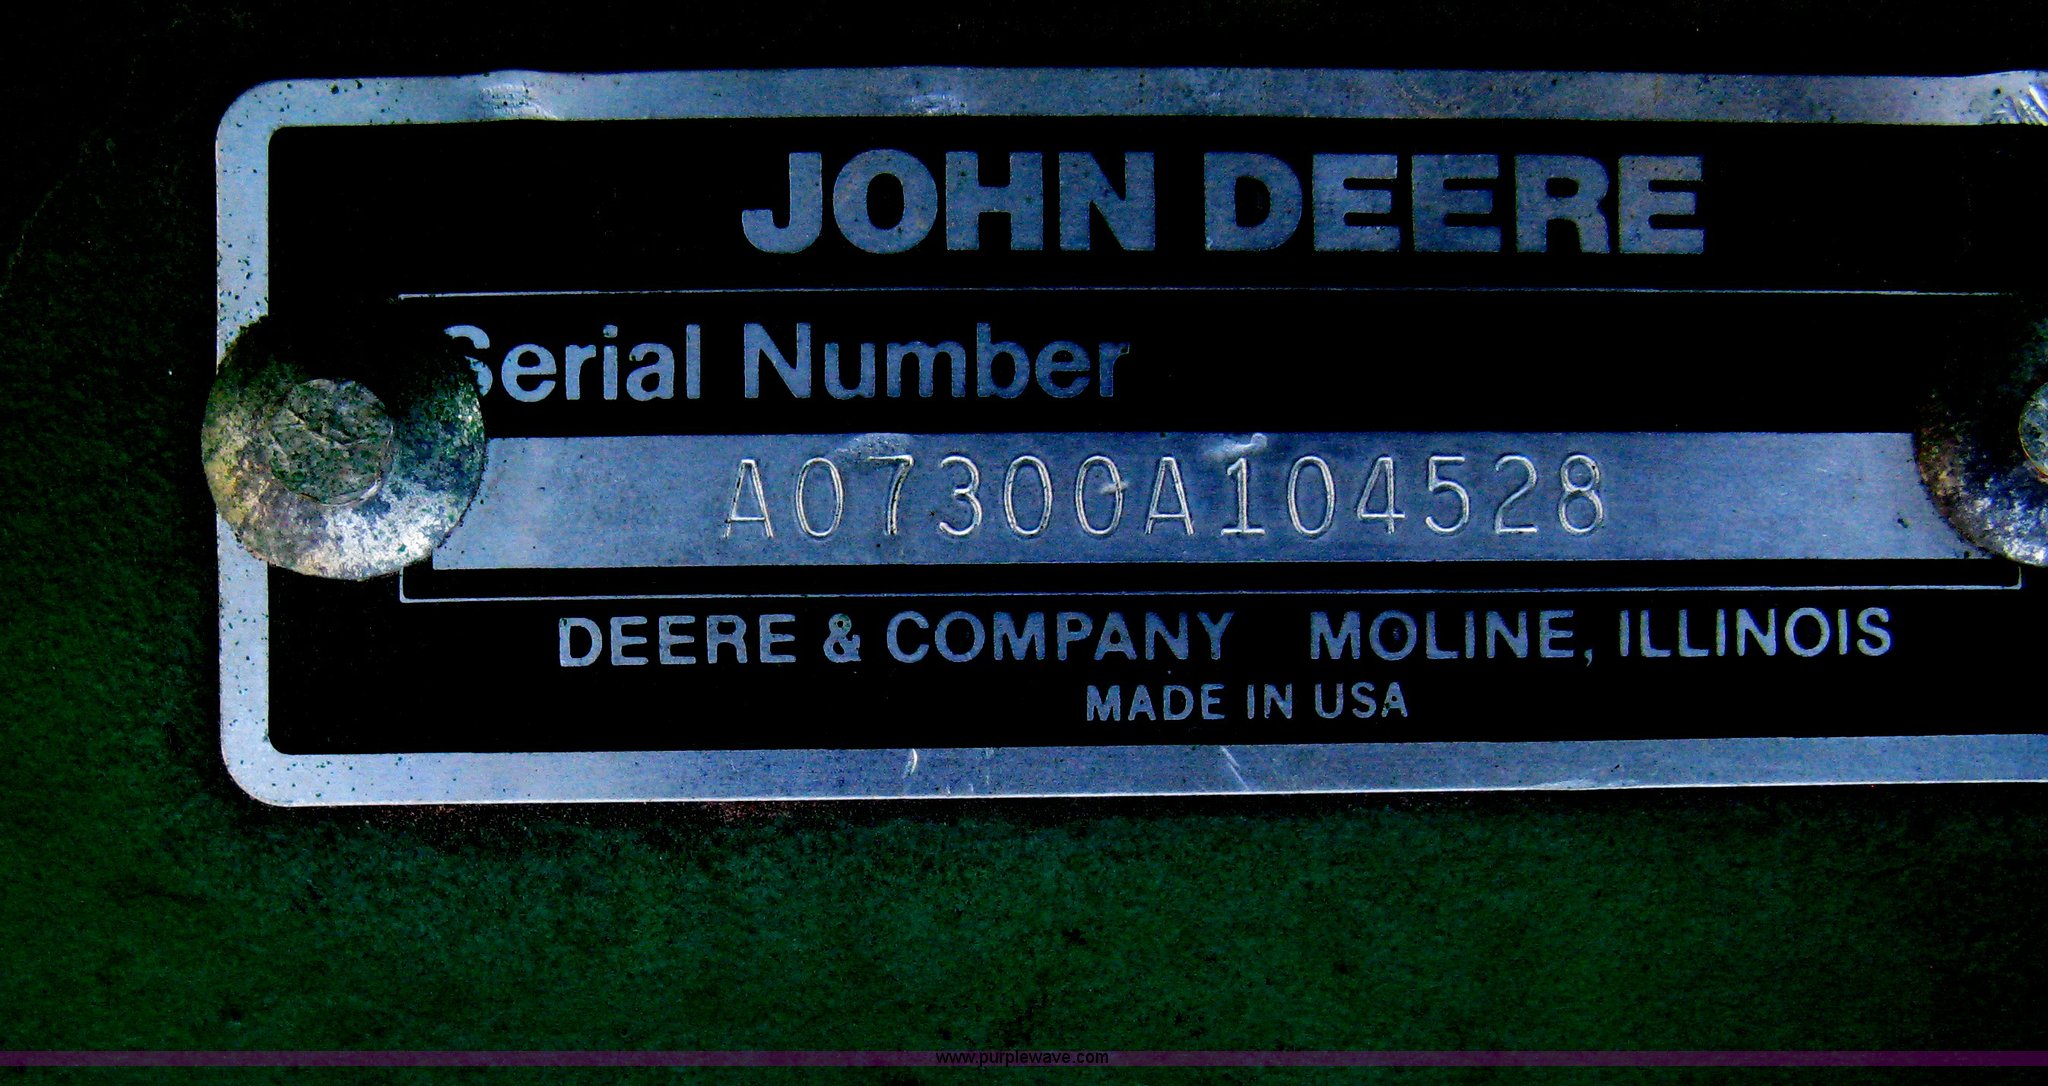 JOHN DEERE
Serial Number
A07300A104528
DEERE & COMPANY MOLINE, ILLINOIS
MADE IN USA
www.purplewave.com